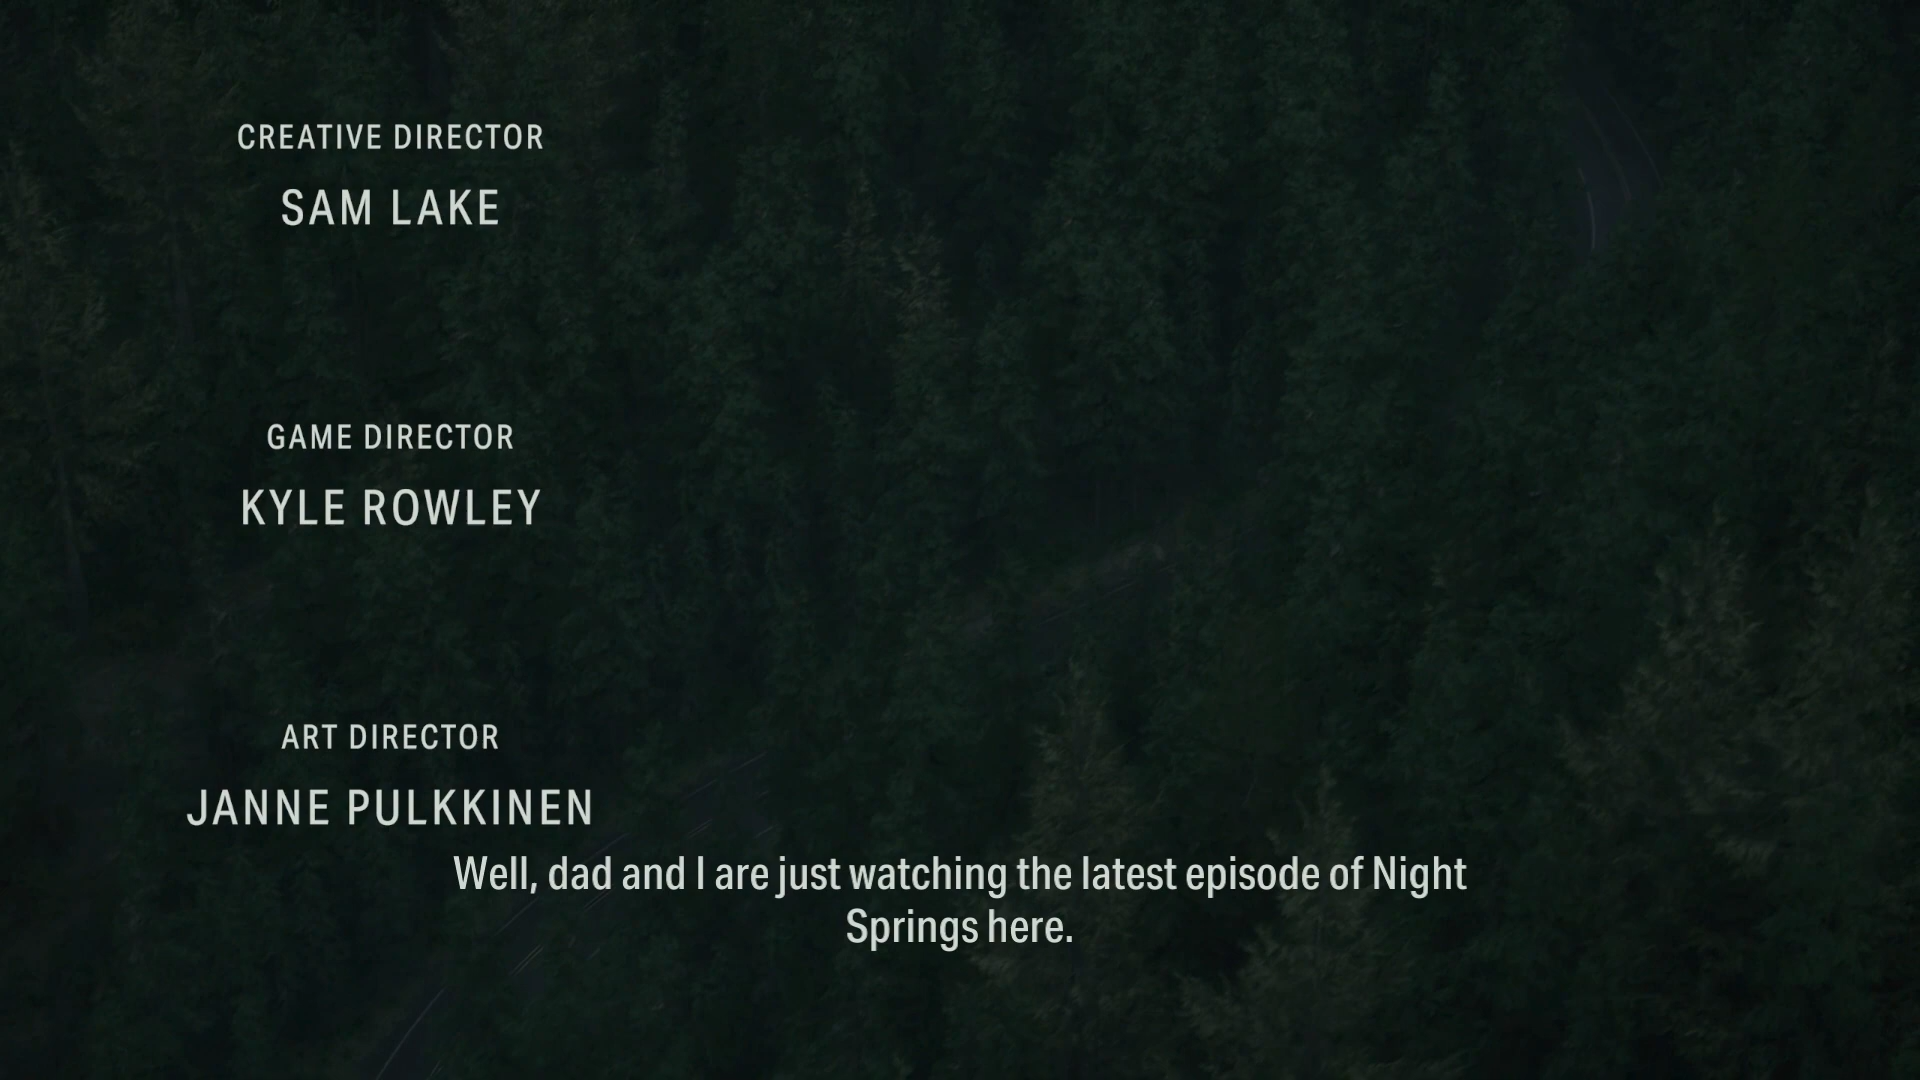 CREATIVE DIRECTOR
SAM LAKE
GAME DIRECTOR
KYLE ROWLEY
ART DIRECTOR
JANNE PULKKINEN
Well, dad and I are just watching the latest episode of Night
Springs here.